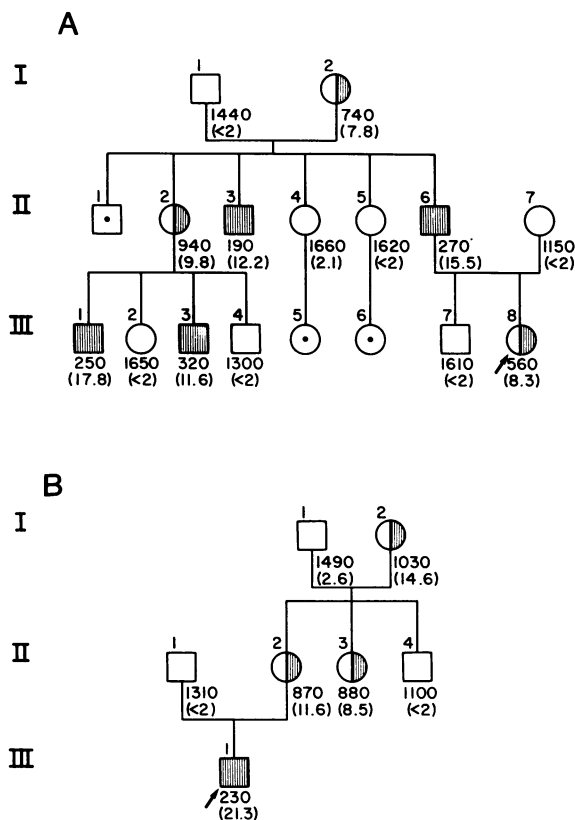 A
I
1 2
1440 740
(<2) (7.8)
II
1 2 3 4 5 6 7
940 190 1660 1620 270 1150
(9.8) (12.2) (2.1) (<2) (15.5) (<2)
III
1 2 3 4 5 6 7 8
250 1650 320 1300 1610 560
(17.8) (<2) (11.6) (<2) (<2) (8.3)
B
I
1 2
1490 1030
(2.6) (14.6)
II
1 2 3 4
1310 870 880 1100
(<2) (11.6) (8.5) (<2)
III
1
230
(21.3)